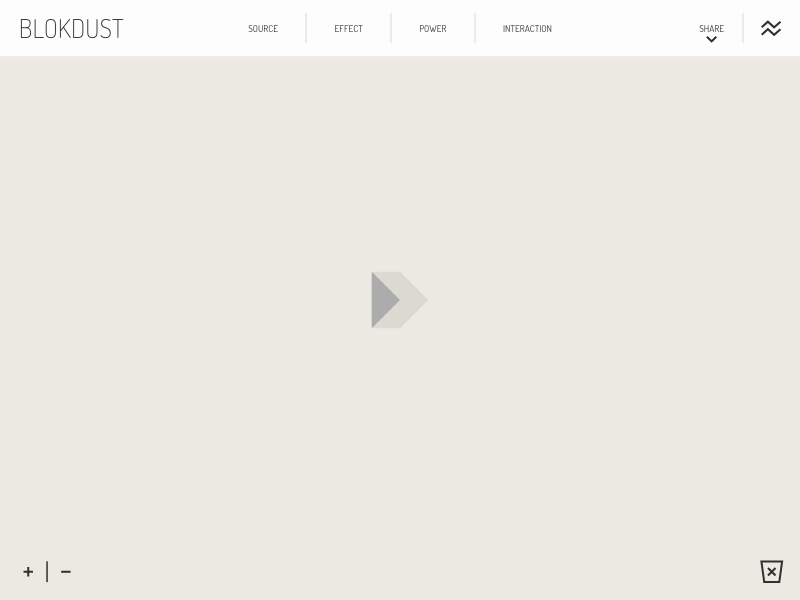 BLOKDUST
SOURCE
EFFECT
POWER
INTERACTION
SHARE